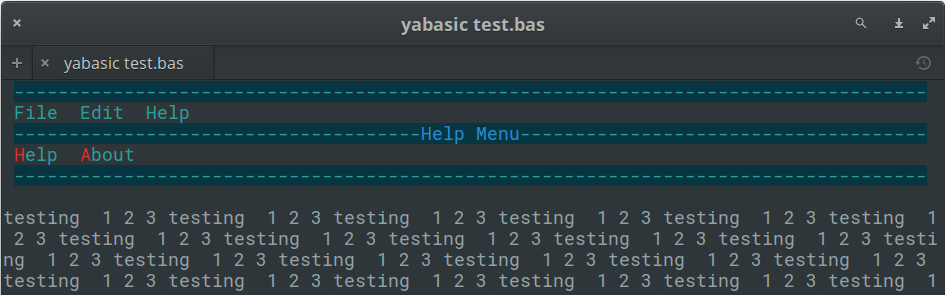 yabasic test.bas
yabasic test.bas
-----------------------------------------------------------------------------------
File  Edit  Help
-------------------------------------Help Menu-------------------------------------
Help  About
-----------------------------------------------------------------------------------
testing  1 2 3 testing  1 2 3 testing  1 2 3 testing  1 2 3 testing  1 2 3 testing  1
 2 3 testing  1 2 3 testing  1 2 3 testing  1 2 3 testing  1 2 3 testing  1 2 3 testi
ng  1 2 3 testing  1 2 3 testing  1 2 3 testing  1 2 3 testing  1 2 3 testing  1 2 3
testing  1 2 3 testing  1 2 3 testing  1 2 3 testing  1 2 3 testing  1 2 3 testing  1